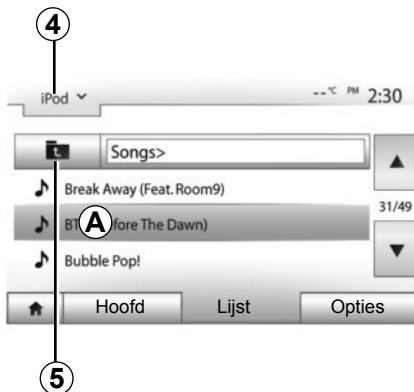 4
iPod --°C PM 2:30
Songs>
Break Away (Feat. Room9)
31/49
BT A fore The Dawn)
Bubble Pop!
Hoofd Lijst Opties
5